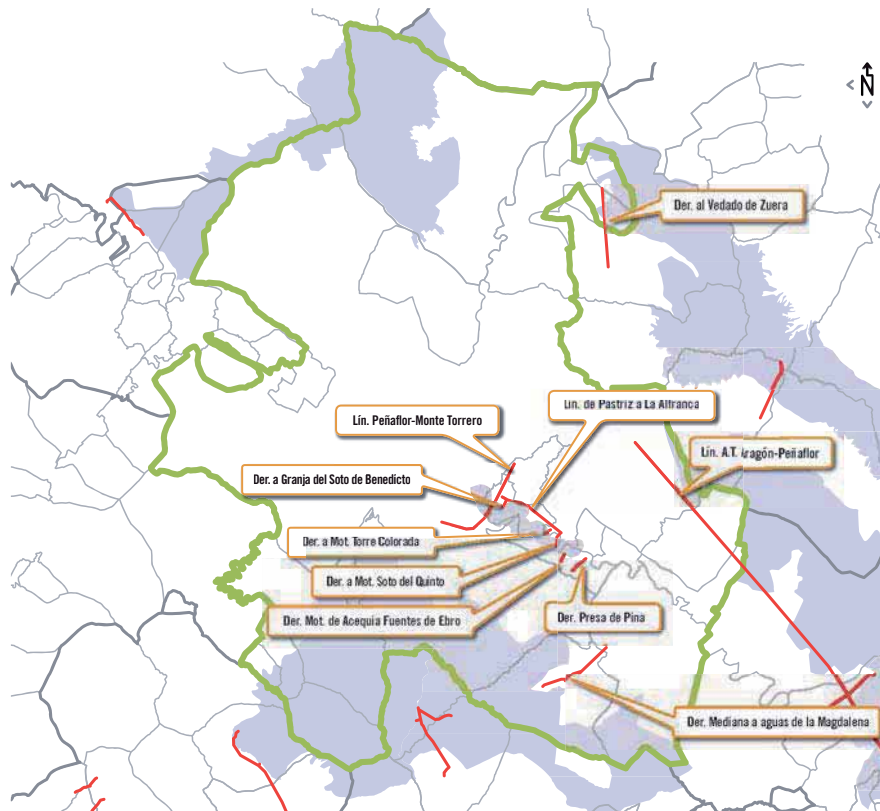 N
Der. al Vedado de Zuera
Lín. de Pastriz a La Alfranca
Lín. Peñaflor-Monte Torrero
Lín. A.T. Aragón-Peñaflor
Der. a Granja del Soto de Benedicto
Der. a Mot. Torre Colorada
Der. a Mot. Soto del Quinto
Der. Mot. de Acequia Fuentes de Ebro
Der. Presa de Pina
Der. Mediana a aguas de la Magdalena